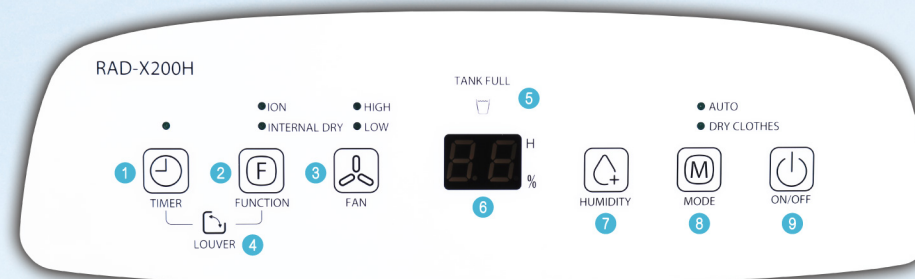 RAD-X200H
TANK FULL
5
ION
HIGH
AUTO
INTERNAL DRY
LOW
DRY CLOTHES
H
%
1
2
F
3
6
M
TIMER
FUNCTION
FAN
HUMIDITY
MODE
ON/OFF
7
8
9
LOUVER
4